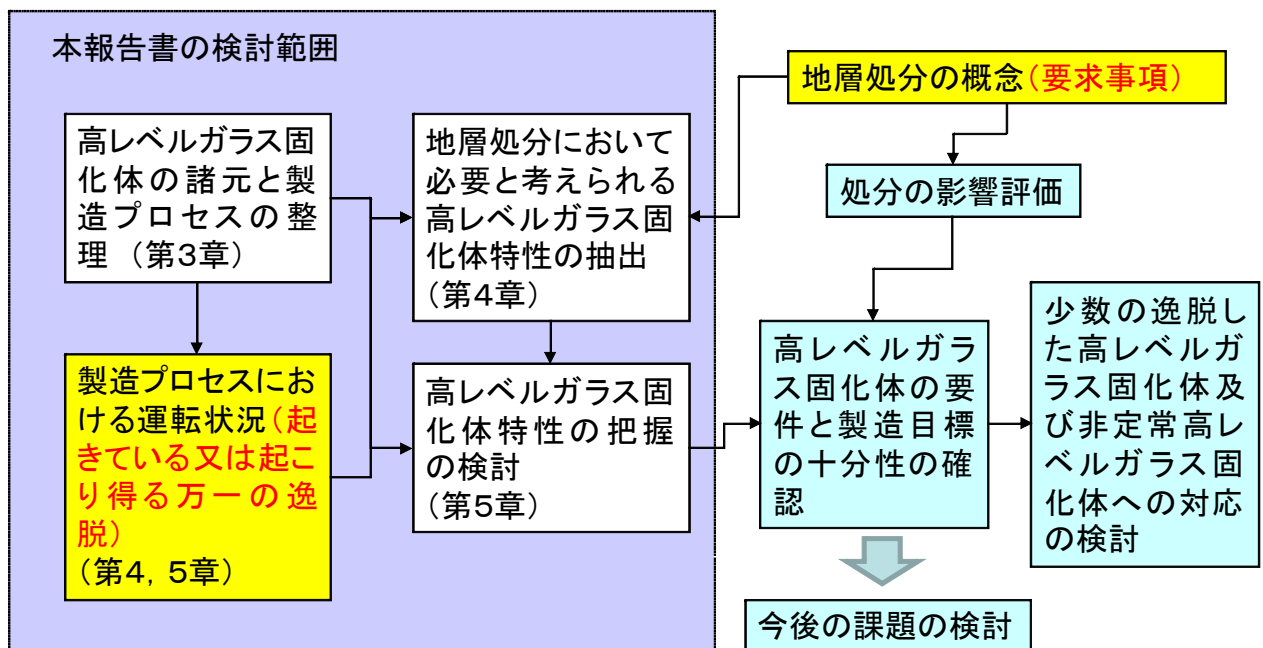 本報告書の検討範囲
高レベルガラス固
化体の諸元と製
造プロセスの整
理 （第3章）
製造プロセスにお
ける運転状況（起
きている又は起こ
り得る万一の逸
脱）
（第4，5章）
地層処分において
必要と考えられる
高レベルガラス固
化体特性の抽出
（第4章）
高レベルガラス固
化体特性の把握
の検討
（第5章）
地層処分の概念（要求事項）
処分の影響評価
高レベルガラ
ス固化体の要
件と製造目標
の十分性の確
認
少数の逸脱し
た高レベルガ
ラス固化体及
び非定常高レ
ベルガラス固
化体への対応
の検討
今後の課題の検討